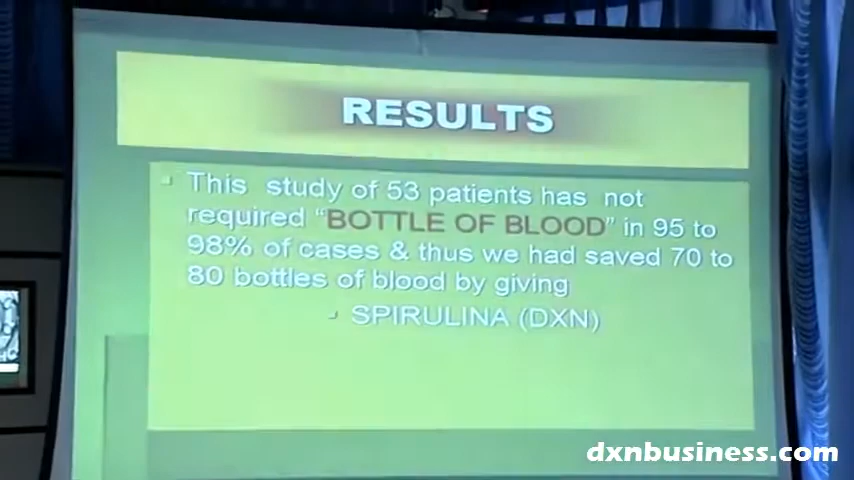 RESULTS
This study of 53 patients has not
required “BOTTLE OF BLOOD” in 95 to
98% of cases & thus we had saved 70 to
80 bottles of blood by giving
SPIRULINA (DXN)
dxnbusiness.com